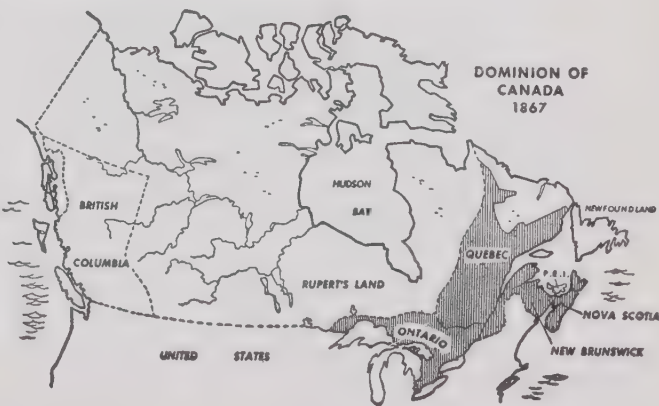 DOMINION OF
CANADA
1867
HUDSON
BAY
BRITISH
COLUMBIA
NEWFOUNDLAND
QUEBEC
P.E.I.
RUPERT'S LAND
NOVA SCOTIA
ONTARIO
NEW BRUNSWICK
UNITED STATES